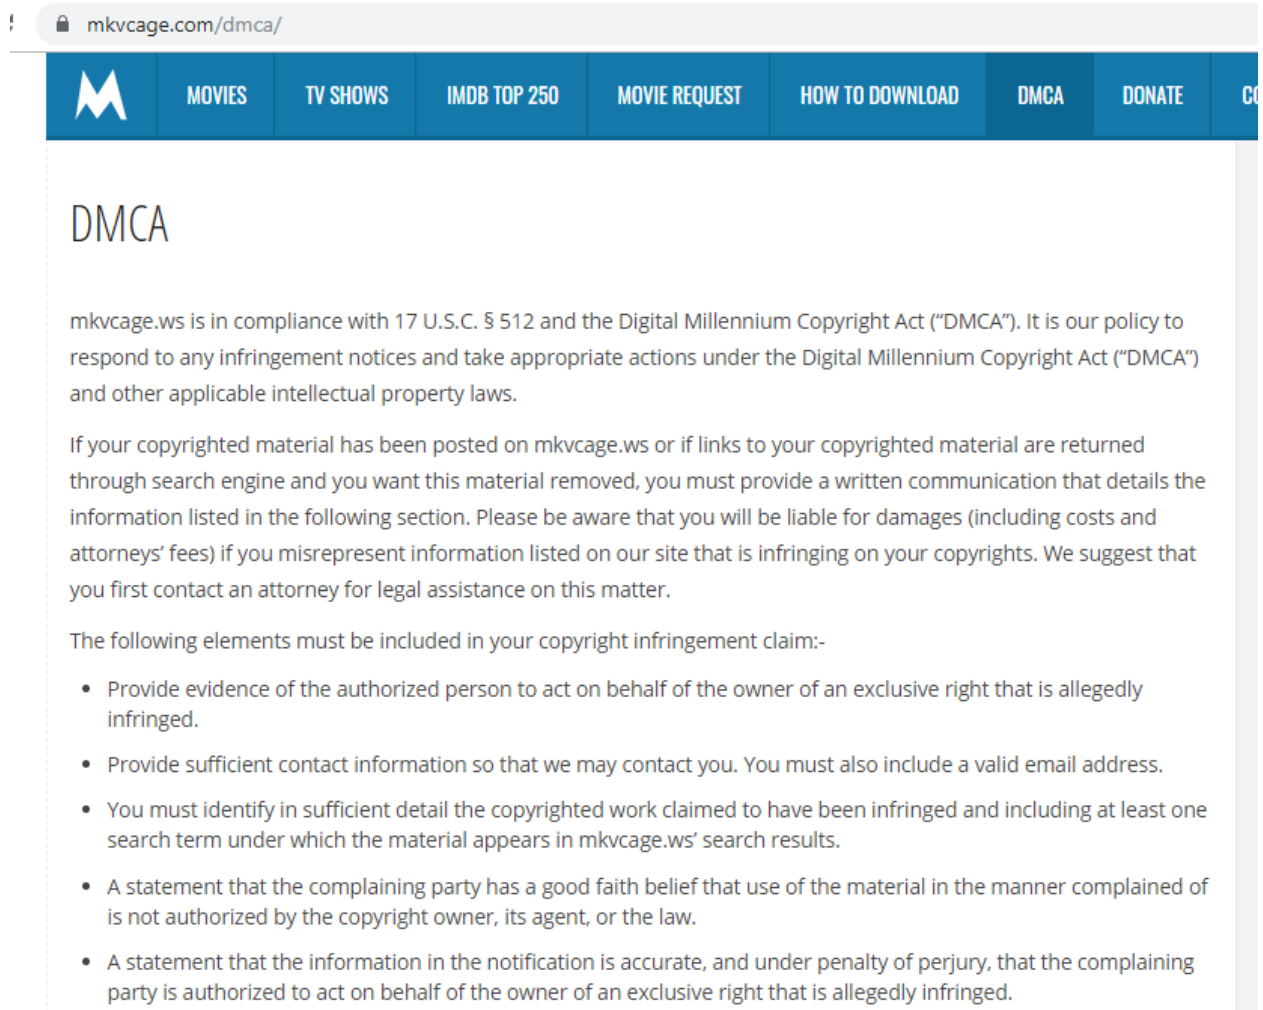 mkvcage.com/dmca/
MOVIES TV SHOWS IMDB TOP 250 MOVIE REQUEST HOW TO DOWNLOAD DMCA DONATE
DMCA
mkvcage.ws is in compliance with 17 U.S.C. § 512 and the Digital Millennium Copyright Act (“DMCA”). It is our policy to
respond to any infringement notices and take appropriate actions under the Digital Millennium Copyright Act (“DMCA”)
and other applicable intellectual property laws.
If your copyrighted material has been posted on mkvcage.ws or if links to your copyrighted material are returned
through search engine and you want this material removed, you must provide a written communication that details the
information listed in the following section. Please be aware that you will be liable for damages (including costs and
attorneys’ fees) if you misrepresent information listed on our site that is infringing on your copyrights. We suggest that
you first contact an attorney for legal assistance on this matter.
The following elements must be included in your copyright infringement claim:-
• Provide evidence of the authorized person to act on behalf of the owner of an exclusive right that is allegedly
infringed.
• Provide sufficient contact information so that we may contact you. You must also include a valid email address.
• You must identify in sufficient detail the copyrighted work claimed to have been infringed and including at least one
search term under which the material appears in mkvcage.ws’ search results.
• A statement that the complaining party has a good faith belief that use of the material in the manner complained of
is not authorized by the copyright owner, its agent, or the law.
• A statement that the information in the notification is accurate, and under penalty of perjury, that the complaining
party is authorized to act on behalf of the owner of an exclusive right that is allegedly infringed.